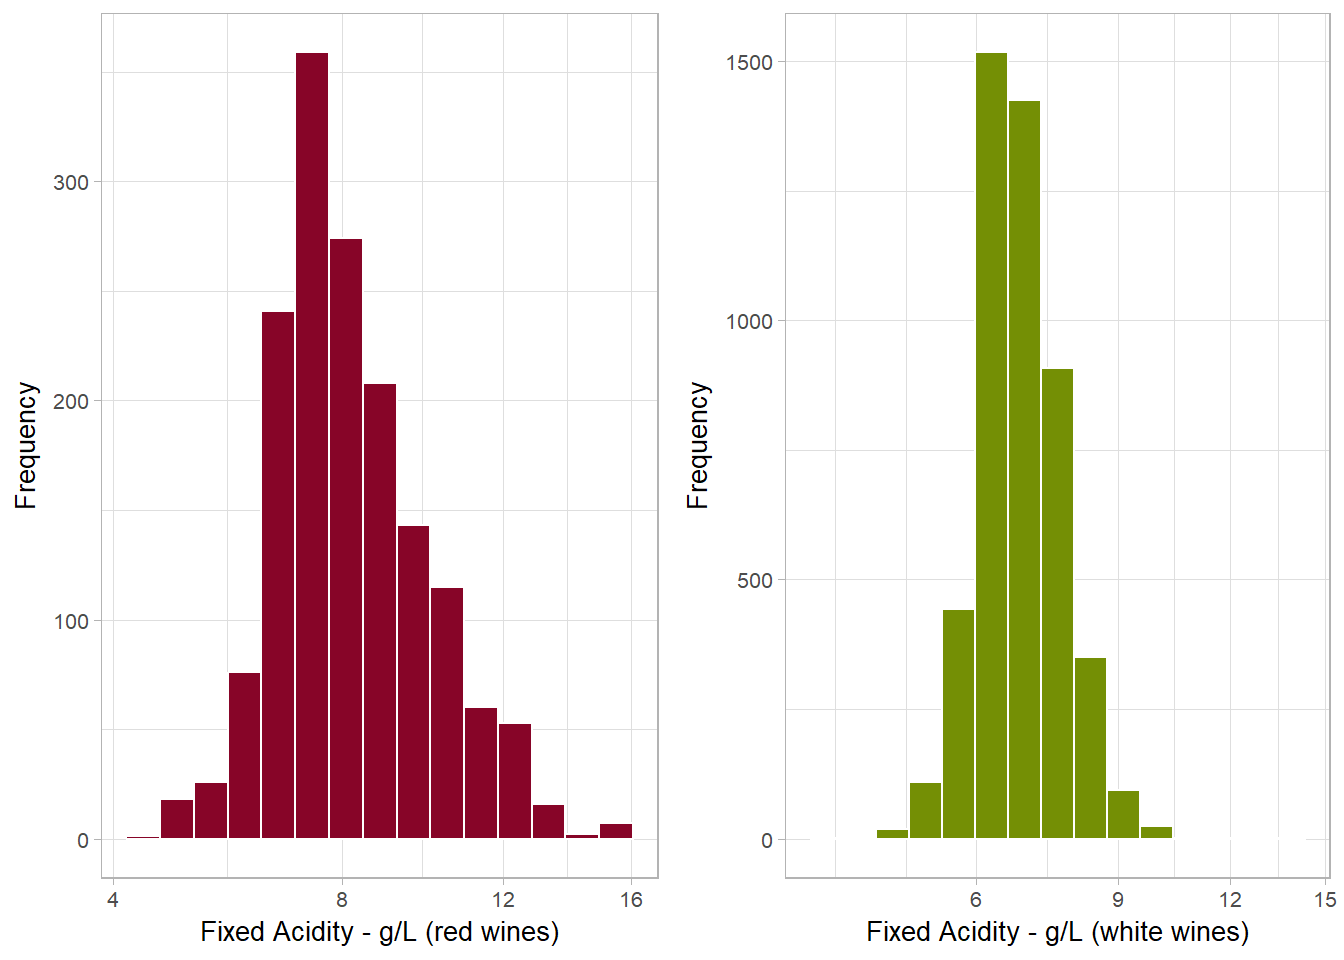 300
200
100
0
Frequency
4 8 12 16
Fixed Acidity - g/L (red wines)
1500
1000
500
0
Frequency
6 9 12 15
Fixed Acidity - g/L (white wines)